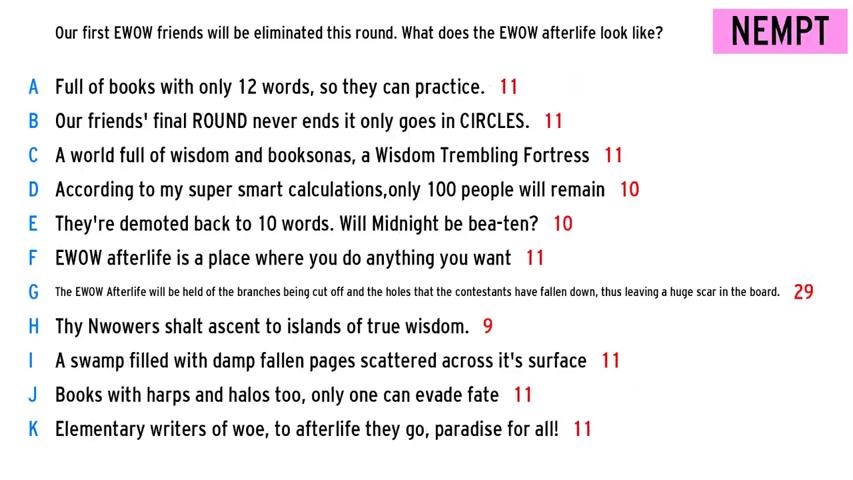 Our first EWOW friends will be eliminated this round. What does the EWOW afterlife look like?
NEMPT
A Full of books with only 12 words, so they can practice. 11
B Our friends' final ROUND never ends it only goes in CIRCLES. 11
C A world full of wisdom and booksonas, a Wisdom Trembling Fortress 11
D According to my super smart calculations,only 100 people will remain 10
E They're demoted back to 10 words. Will Midnight be bea-ten? 10
F EWOW afterlife is a place where you do anything you want 11
G The EWOW Afterlife will be held of the branches being cut off and the holes that the contestants have fallen down, thus leaving a huge scar in the board. 29
H Thy Nwowers shalt ascent to islands of true wisdom. 9
I A swamp filled with damp fallen pages scattered across it's surface 11
J Books with harps and halos too, only one can evade fate 11
K Elementary writers of woe, to afterlife they go, paradise for all! 11